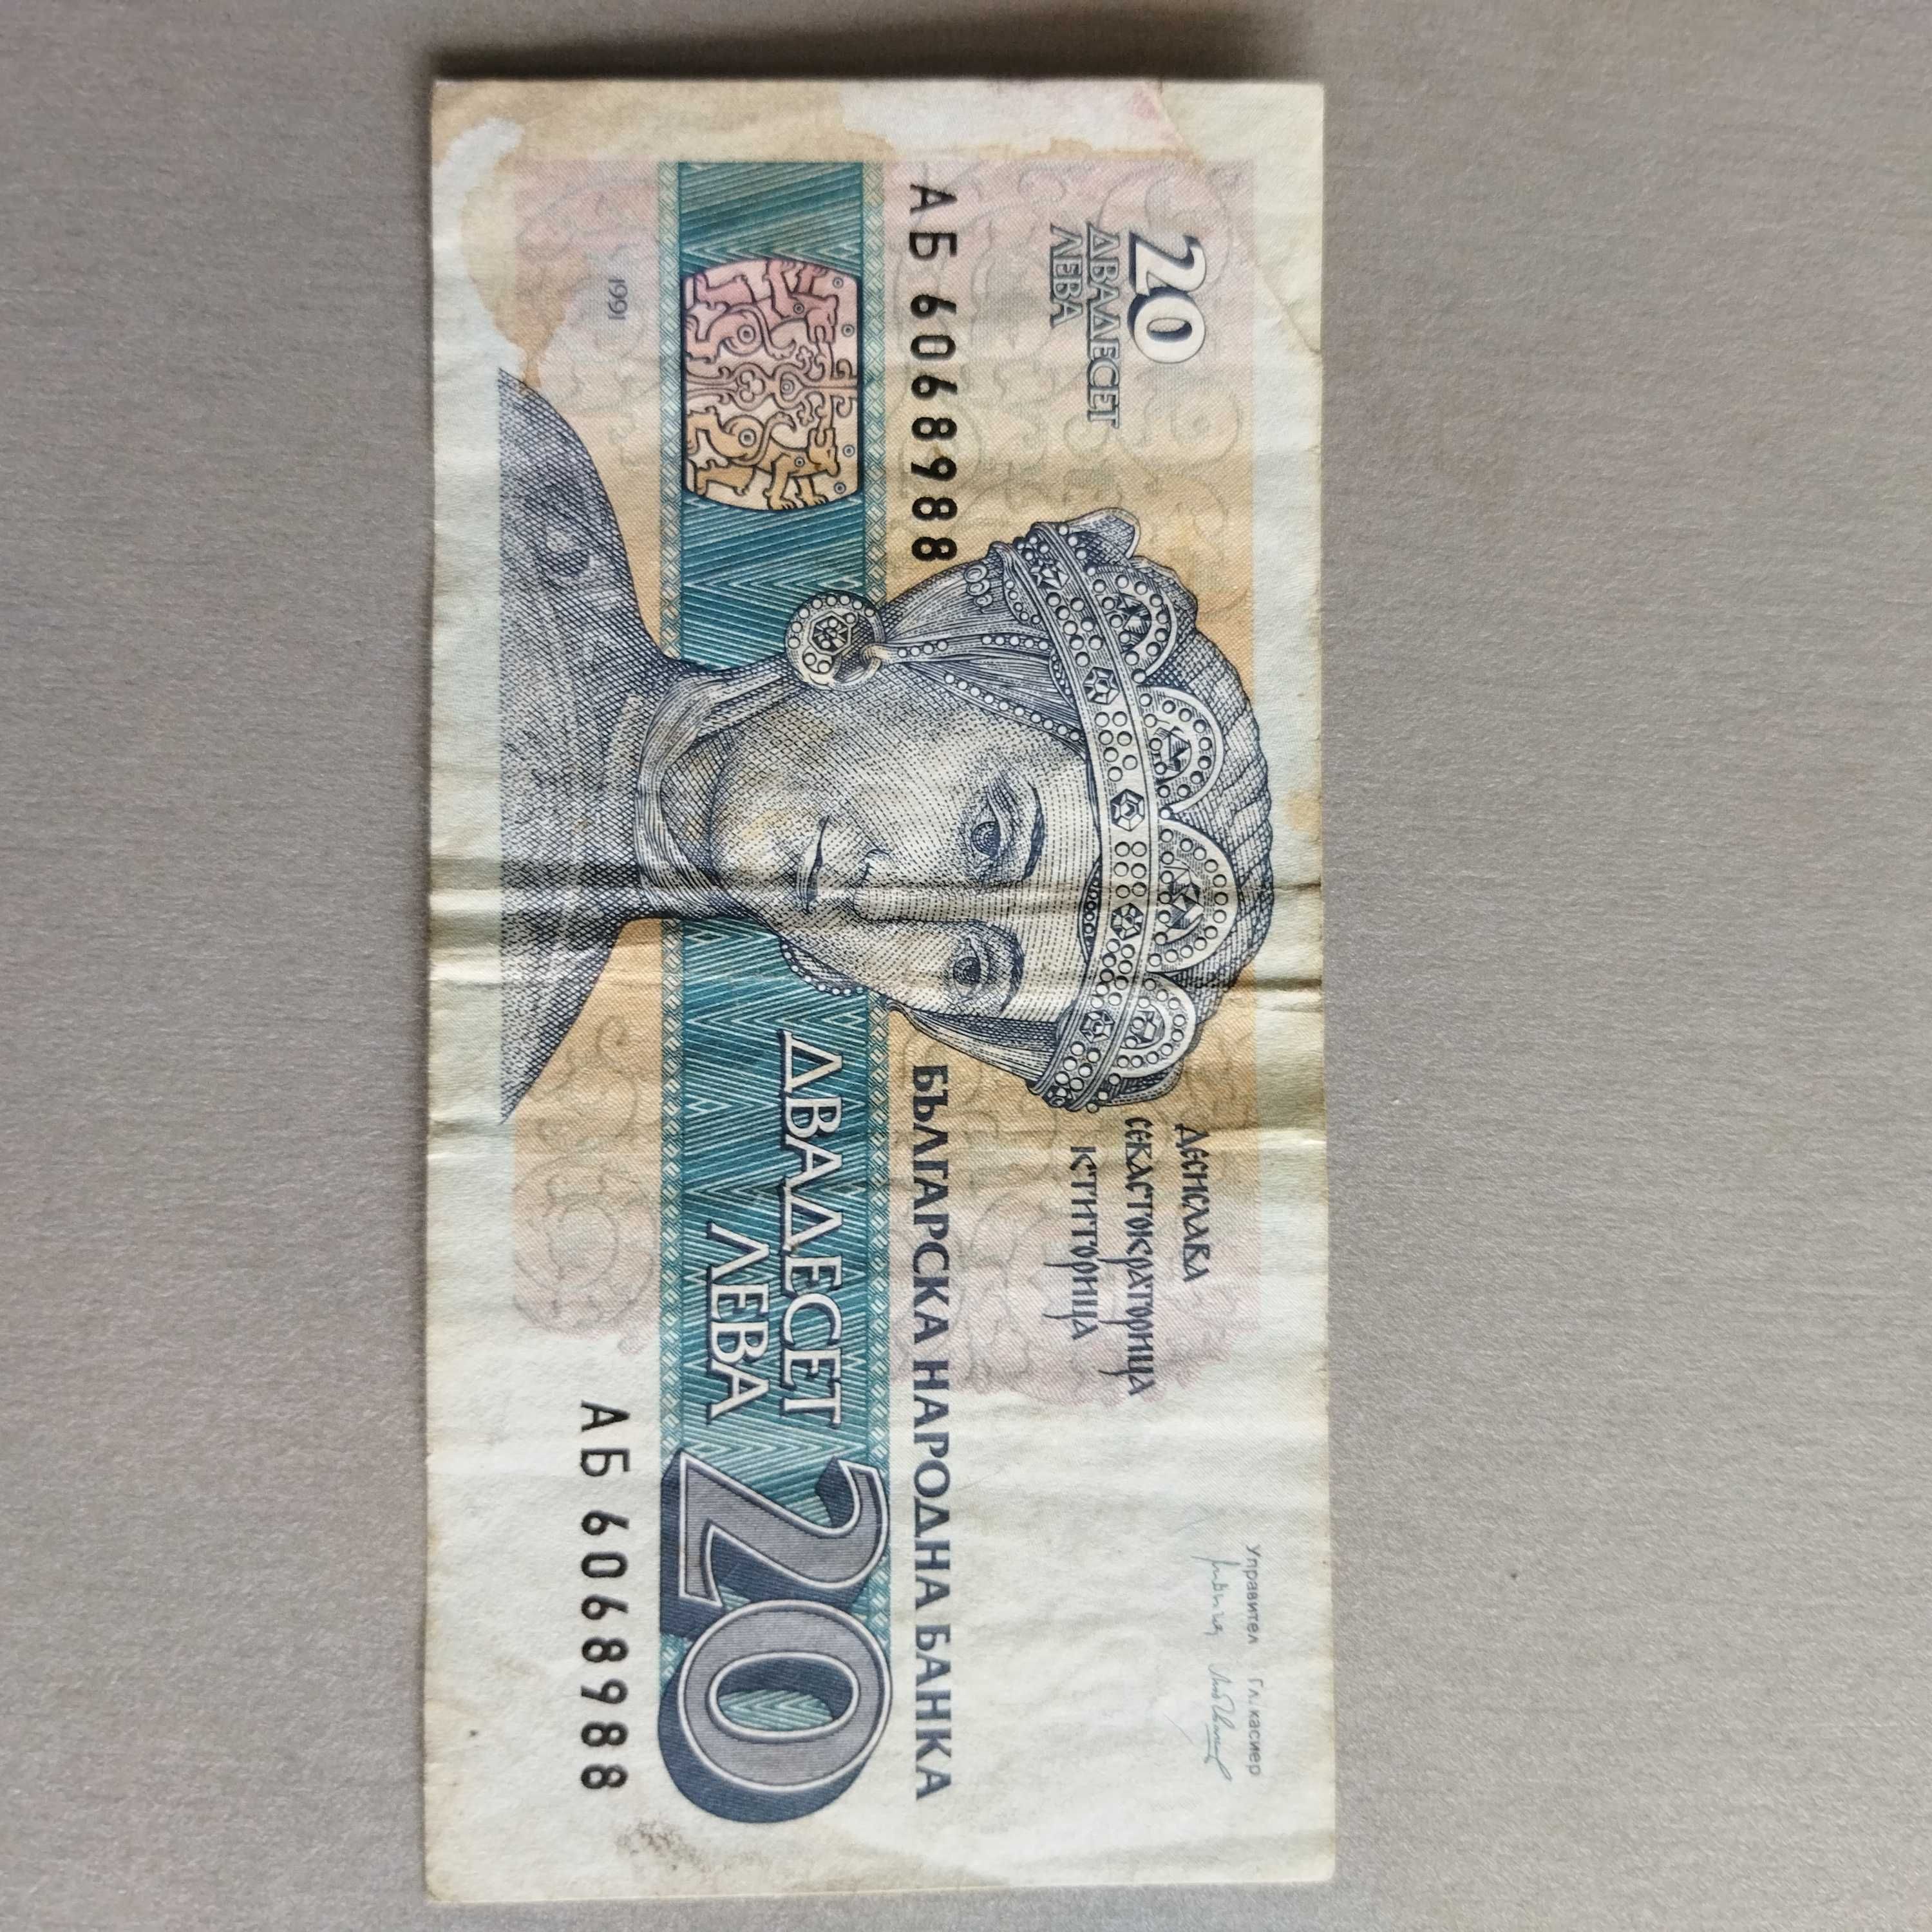 20
ДВАДЕСЕТ
ЛЕВА
АБ 6068988
1991
ДЕСИСЛАВА
СЕВАСТОКРАТОРИЦА
КТИТОРИЦА
Управител Гл. касиер
БЪЛГАРСКА НАРОДНА БАНКА
ДВАДЕСЕТ
ЛЕВА
20
АБ 6068988